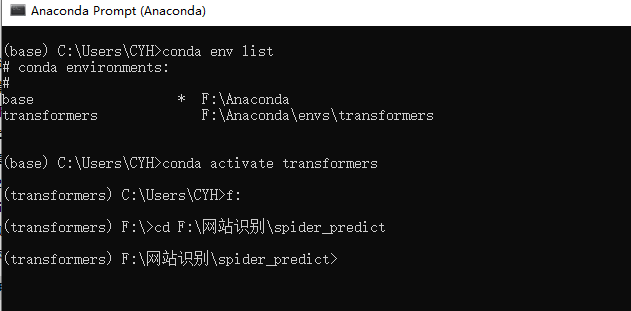 Anaconda Prompt (Anaconda)
(base) C:\Users\CYH>conda env list
# conda environments:
#
base                  *  F:\Anaconda
transformers             F:\Anaconda\envs\transformers
(base) C:\Users\CYH>conda activate transformers
(transformers) C:\Users\CYH>f:
(transformers) F:\>cd F:\网站识别\spider_predict
(transformers) F:\网站识别\spider_predict>